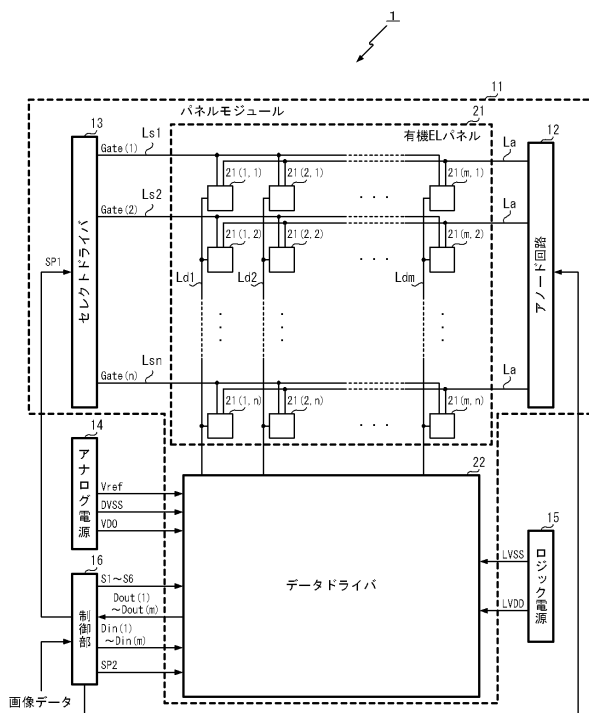 1
11
パネルモジュール
21
有機ELパネル
13
セレクトドライバ
12
アノード回路
Gate(1)
Ls1
La
21(1,1)
21(2,1)
21(m,1)
Gate(2)
Ls2
La
21(1,2)
21(2,2)
21(m,2)
SP1
Ld1
Ld2
Ldm
Gate(n)
Lsn
La
21(1,n)
21(2,n)
21(m,n)
14
アナログ電源
Vref
DVSS
VD0
22
データドライバ
15
ロジック電源
LVSS
LVDD
16
制御部
S1~S6
Dout(1)
~Dout(m)
Din(1)
~Din(m)
SP2
画像データ